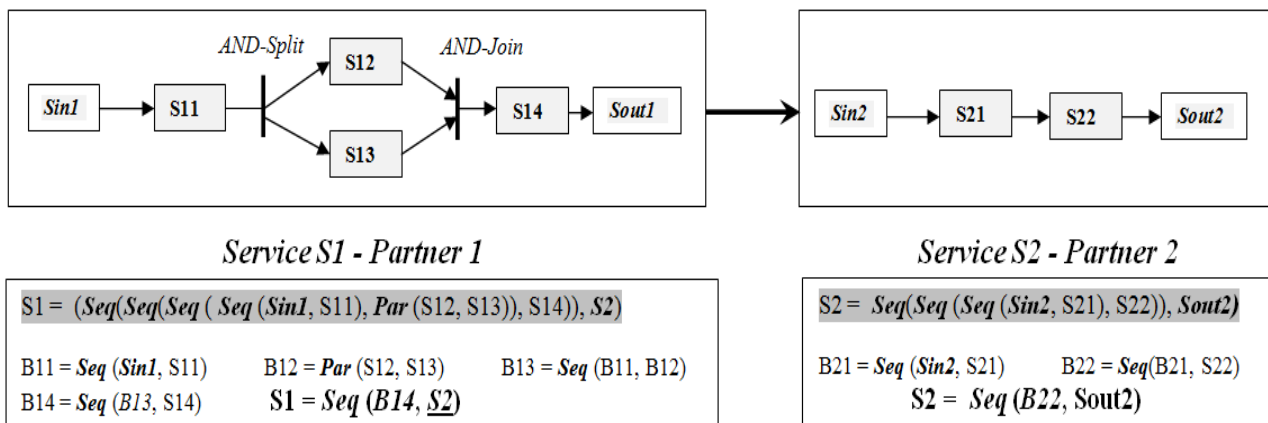 AND-Split
AND-Join
S12
Sin1
S11
S14
Sout1
S13
Sin2
S21
S22
Sout2
Service S1 - Partner 1
Service S2 - Partner 2
S1 = (Seq(Seq(Seq ( Seq (Sin1, S11), Par (S12, S13)), S14)), S2)
B11 = Seq (Sin1, S11) B12 = Par (S12, S13) B13 = Seq (B11, B12)
B14 = Seq (B13, S14) S1 = Seq (B14, S2)
S2 = Seq(Seq (Seq (Sin2, S21), S22)), Sout2)
B21 = Seq (Sin2, S21) B22 = Seq(B21, S22)
S2 = Seq (B22, Sout2)